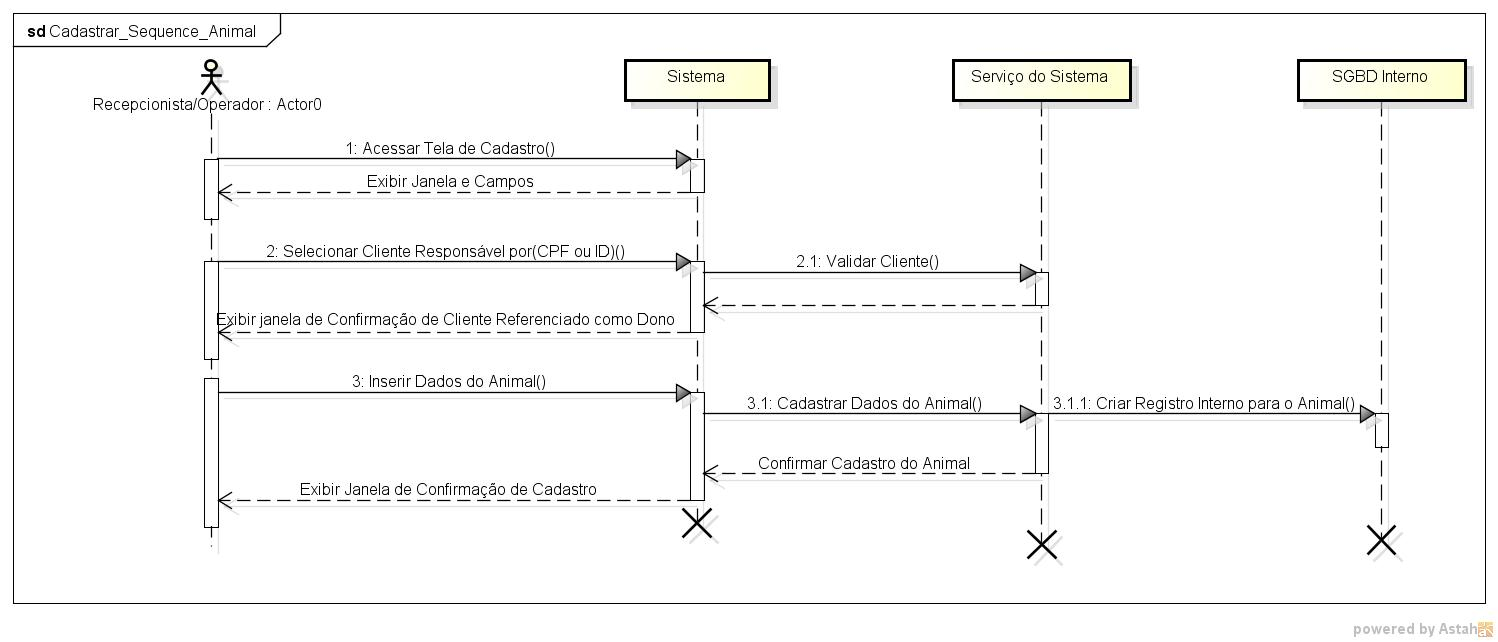 sd Cadastrar_Sequence_Animal
Recepcionista/Operador : Actor0
Sistema
Serviço do Sistema
SGBD Interno
1: Acessar Tela de Cadastro()
Exibir Janela e Campos
2: Selecionar Cliente Responsável por(CPF ou ID)()
2.1: Validar Cliente()
Exibir janela de Confirmação de Cliente Referenciado como Dono
3: Inserir Dados do Animal()
3.1: Cadastrar Dados do Animal()
3.1.1: Criar Registro Interno para o Animal()
Confirmar Cadastro do Animal
Exibir Janela de Confirmação de Cadastro
powered by Astah